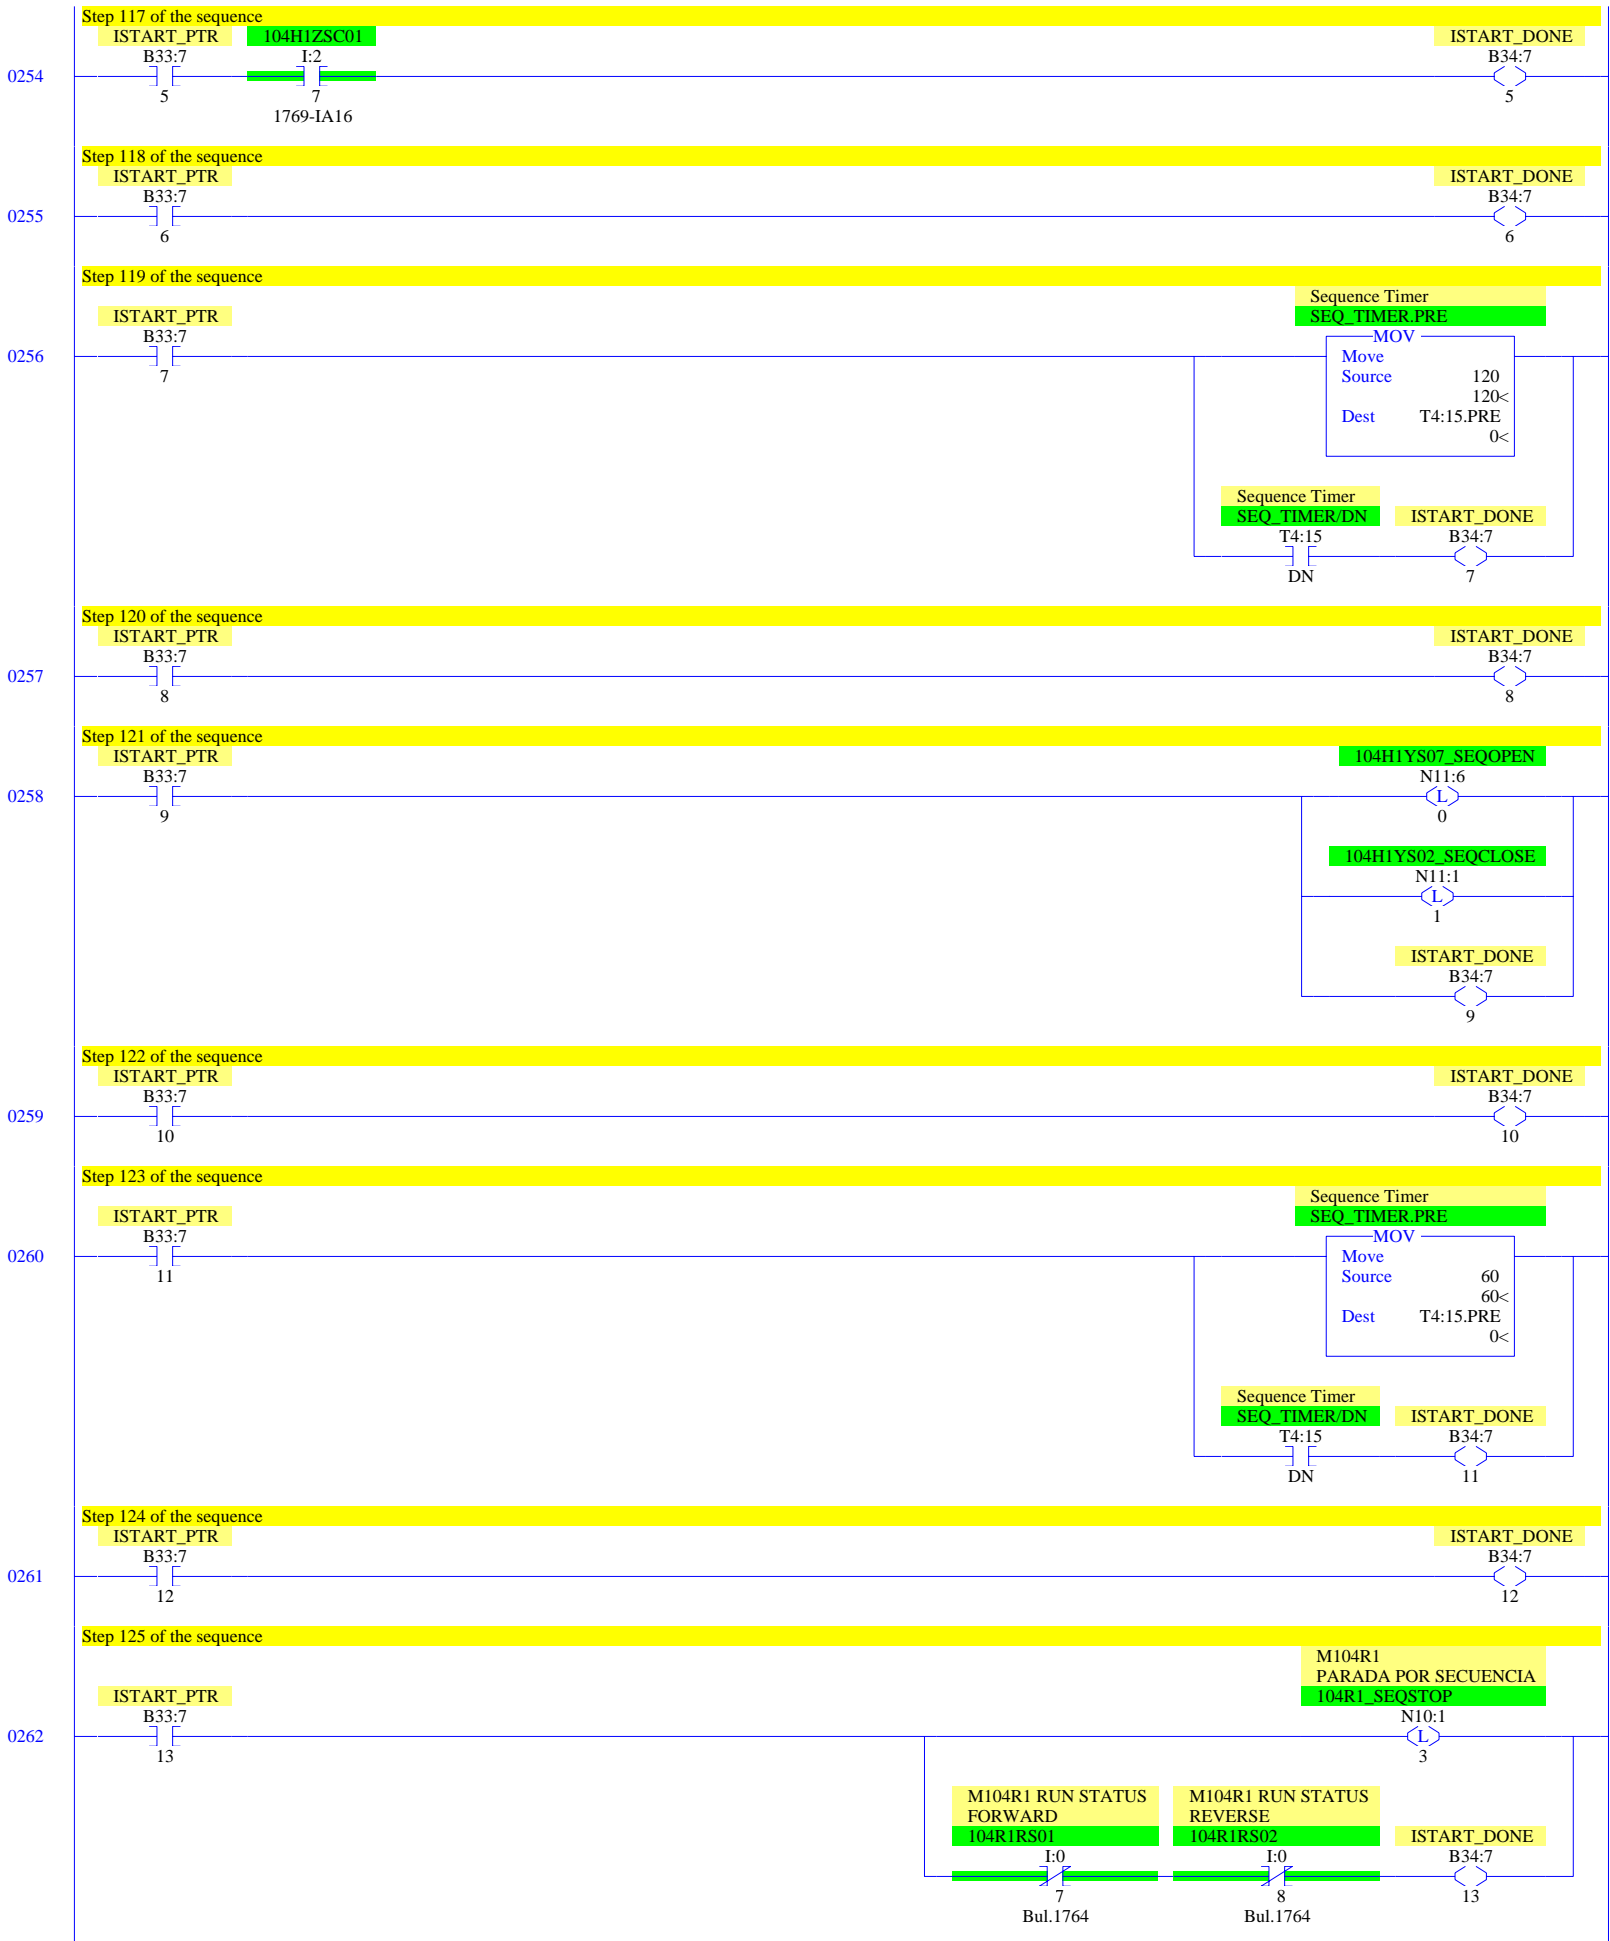 Step 117 of the sequence
ISTART_PTR 104H1ZSC01 ISTART_DONE
B33:7 I:2 B34:7
0254
5 7 5
1769-IA16
Step 118 of the sequence
ISTART_PTR ISTART_DONE
B33:7 B34:7
0255
6 6
Step 119 of the sequence
Sequence Timer
ISTART_PTR SEQ_TIMER.PRE
B33:7 MOV
0256 Move
7 Source 120
120<
Dest T4:15.PRE
0<
Sequence Timer
SEQ_TIMER/DN ISTART_DONE
T4:15 B34:7
DN 7
Step 120 of the sequence
ISTART_PTR ISTART_DONE
B33:7 B34:7
0257
8 8
Step 121 of the sequence
ISTART_PTR 104H1YS07_SEQOPEN
B33:7 N11:6
0258 L
9 0
104H1YS02_SEQCLOSE
N11:1
L
1
ISTART_DONE
B34:7
9
Step 122 of the sequence
ISTART_PTR ISTART_DONE
B33:7 B34:7
0259
10 10
Step 123 of the sequence
Sequence Timer
ISTART_PTR SEQ_TIMER.PRE
B33:7 MOV
0260 Move
11 Source 60
60<
Dest T4:15.PRE
0<
Sequence Timer
SEQ_TIMER/DN ISTART_DONE
T4:15 B34:7
DN 11
Step 124 of the sequence
ISTART_PTR ISTART_DONE
B33:7 B34:7
0261
12 12
Step 125 of the sequence
M104R1
PARADA POR SECUENCIA
ISTART_PTR 104R1_SEQSTOP
B33:7 N10:1
0262 L
13 3
M104R1 RUN STATUS M104R1 RUN STATUS
FORWARD REVERSE
104R1RS01 104R1RS02 ISTART_DONE
I:0 I:0 B34:7
7 8 13
Bul.1764 Bul.1764